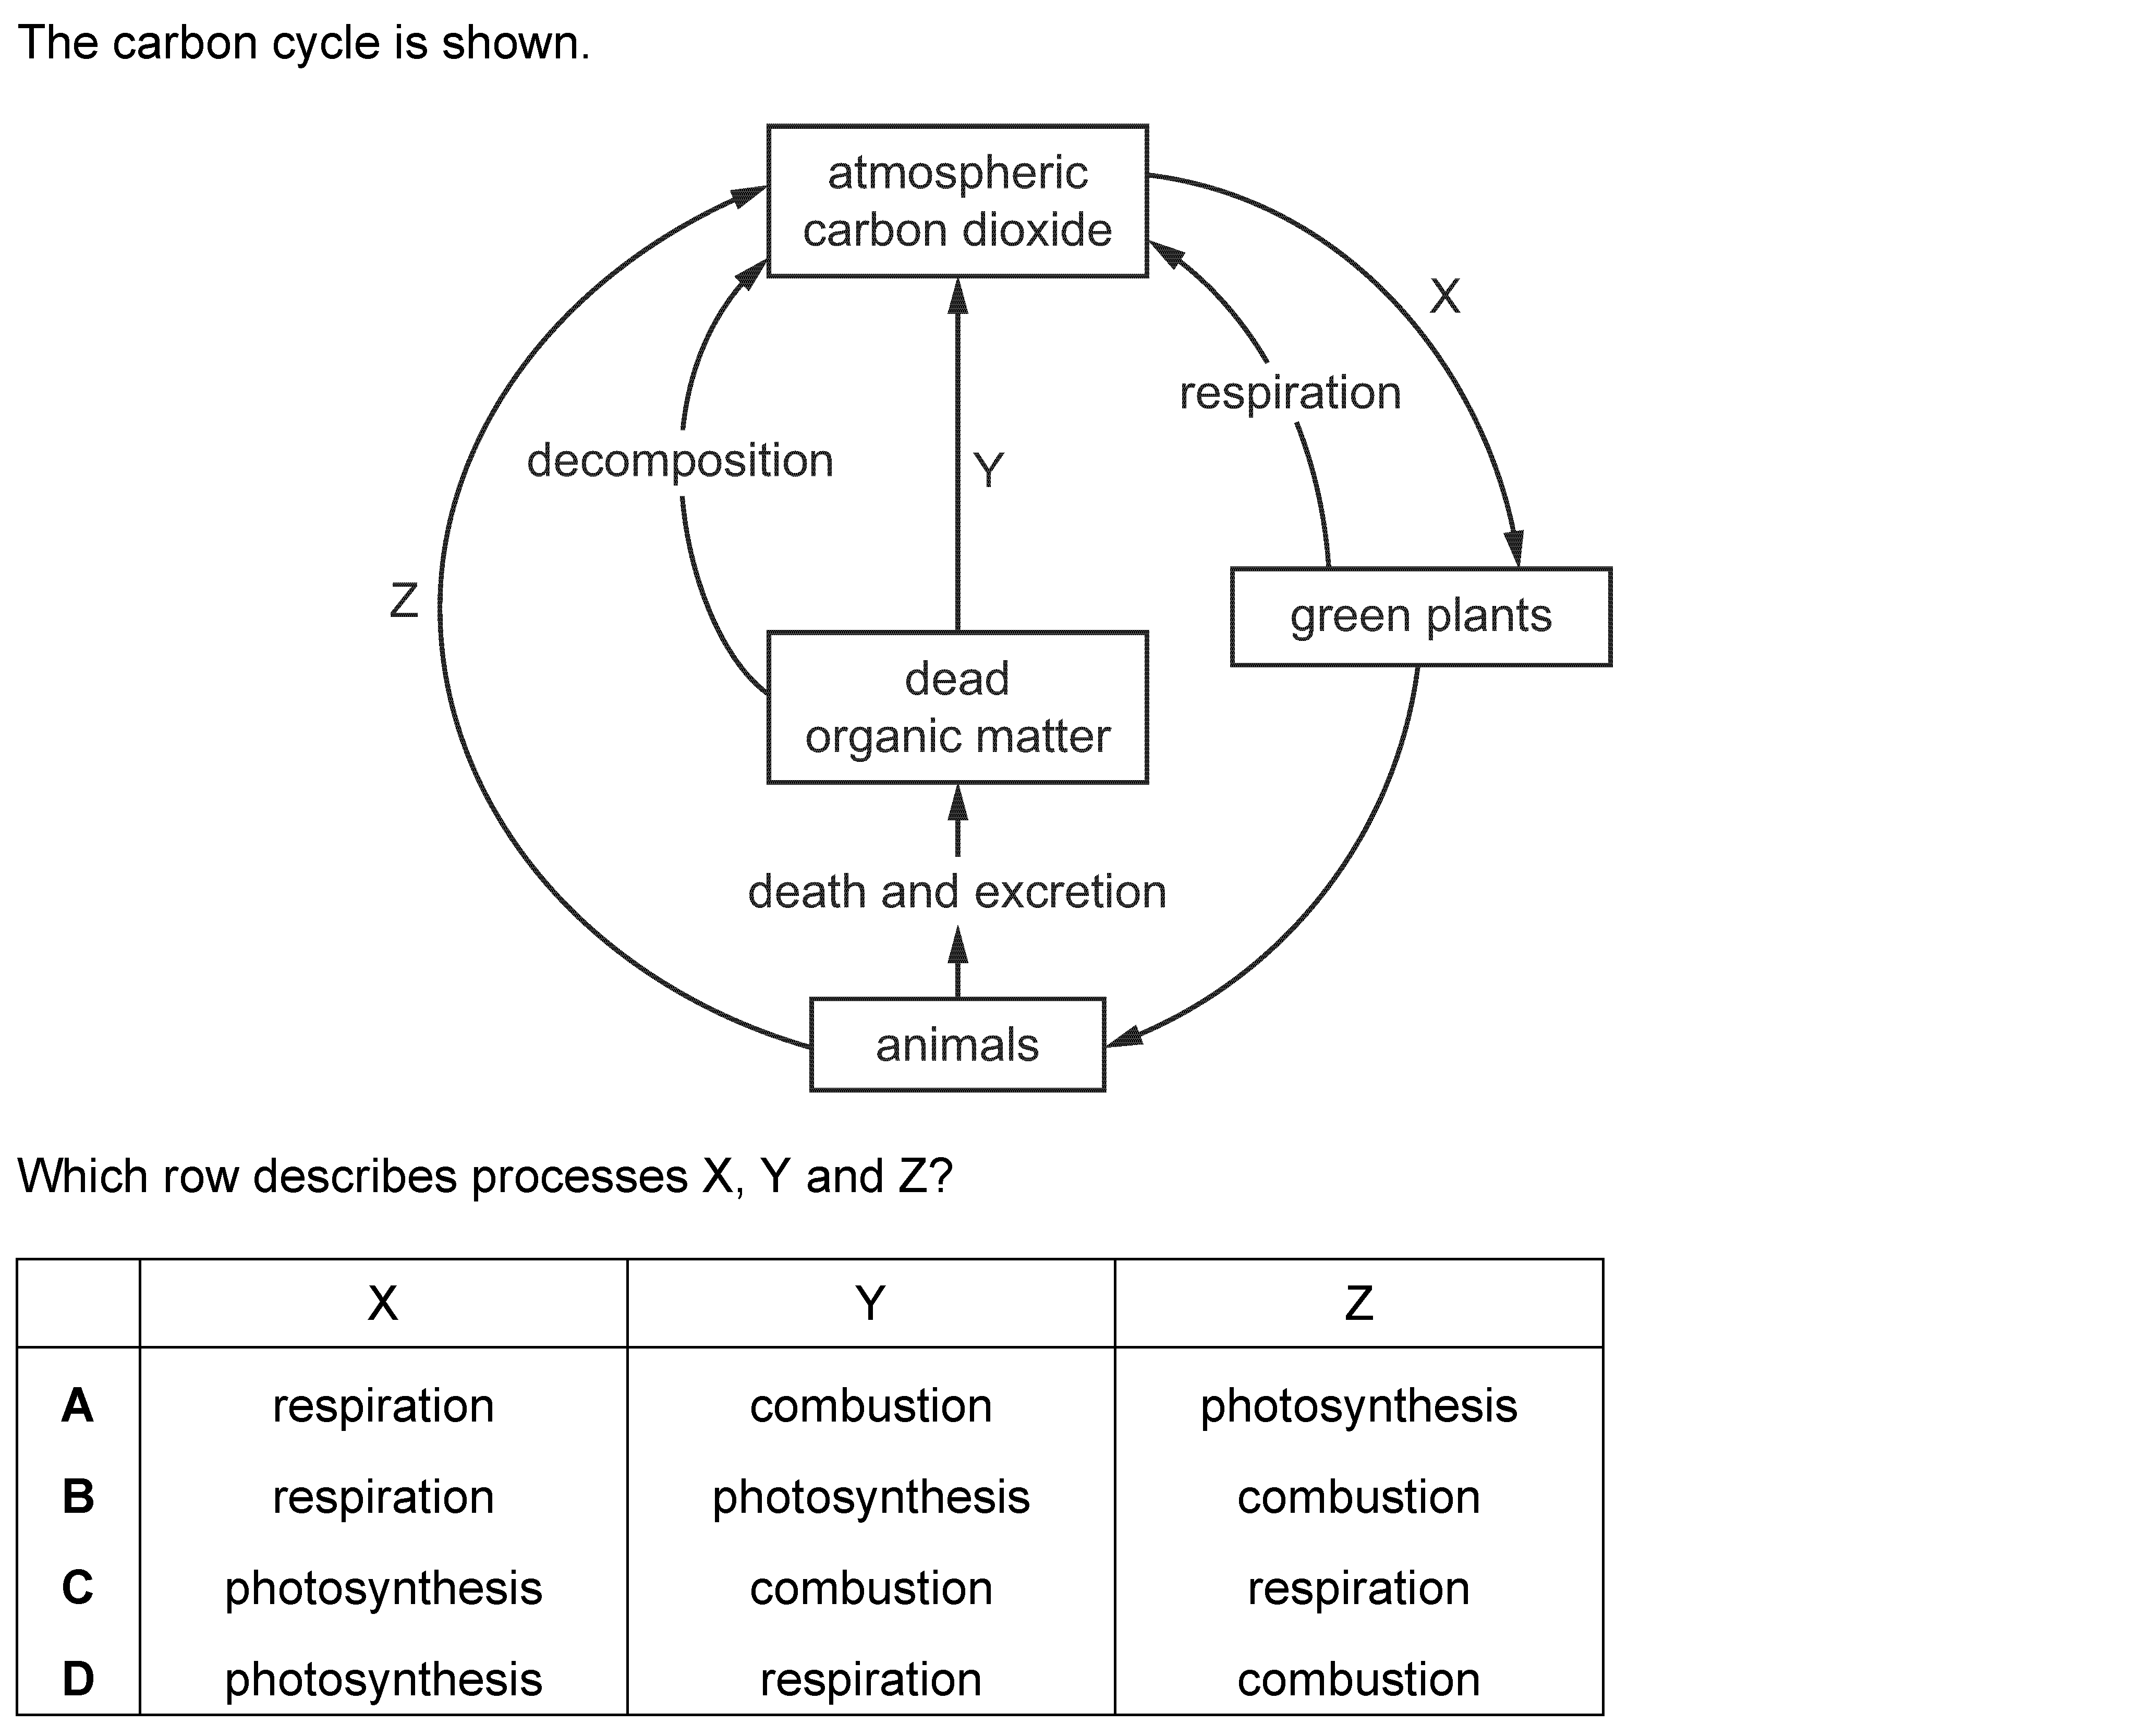 The carbon cycle is shown.
atmospheric
carbon dioxide
X
respiration
decomposition
Y
Z
green plants
dead
organic matter
death and excretion
animals
Which row describes processes X, Y and Z?
X Y Z
A respiration combustion photosynthesis
B respiration photosynthesis combustion
C photosynthesis combustion respiration
D photosynthesis respiration combustion